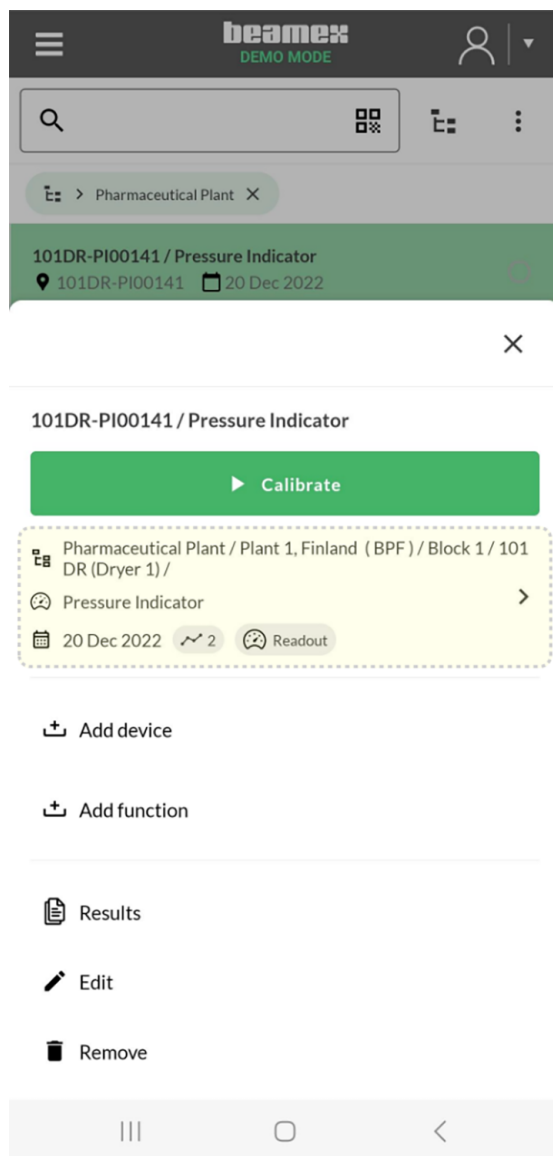 beamex
DEMO MODE
Pharmaceutical Plant
101DR-PI00141 / Pressure Indicator
101DR-PI00141 20 Dec 2022
101DR-PI00141 / Pressure Indicator
Calibrate
Pharmaceutical Plant / Plant 1, Finland (BPF) / Block 1 / 101
DR (Dryer 1) /
Pressure Indicator
20 Dec 2022 2 Readout
Add device
Add function
Results
Edit
Remove